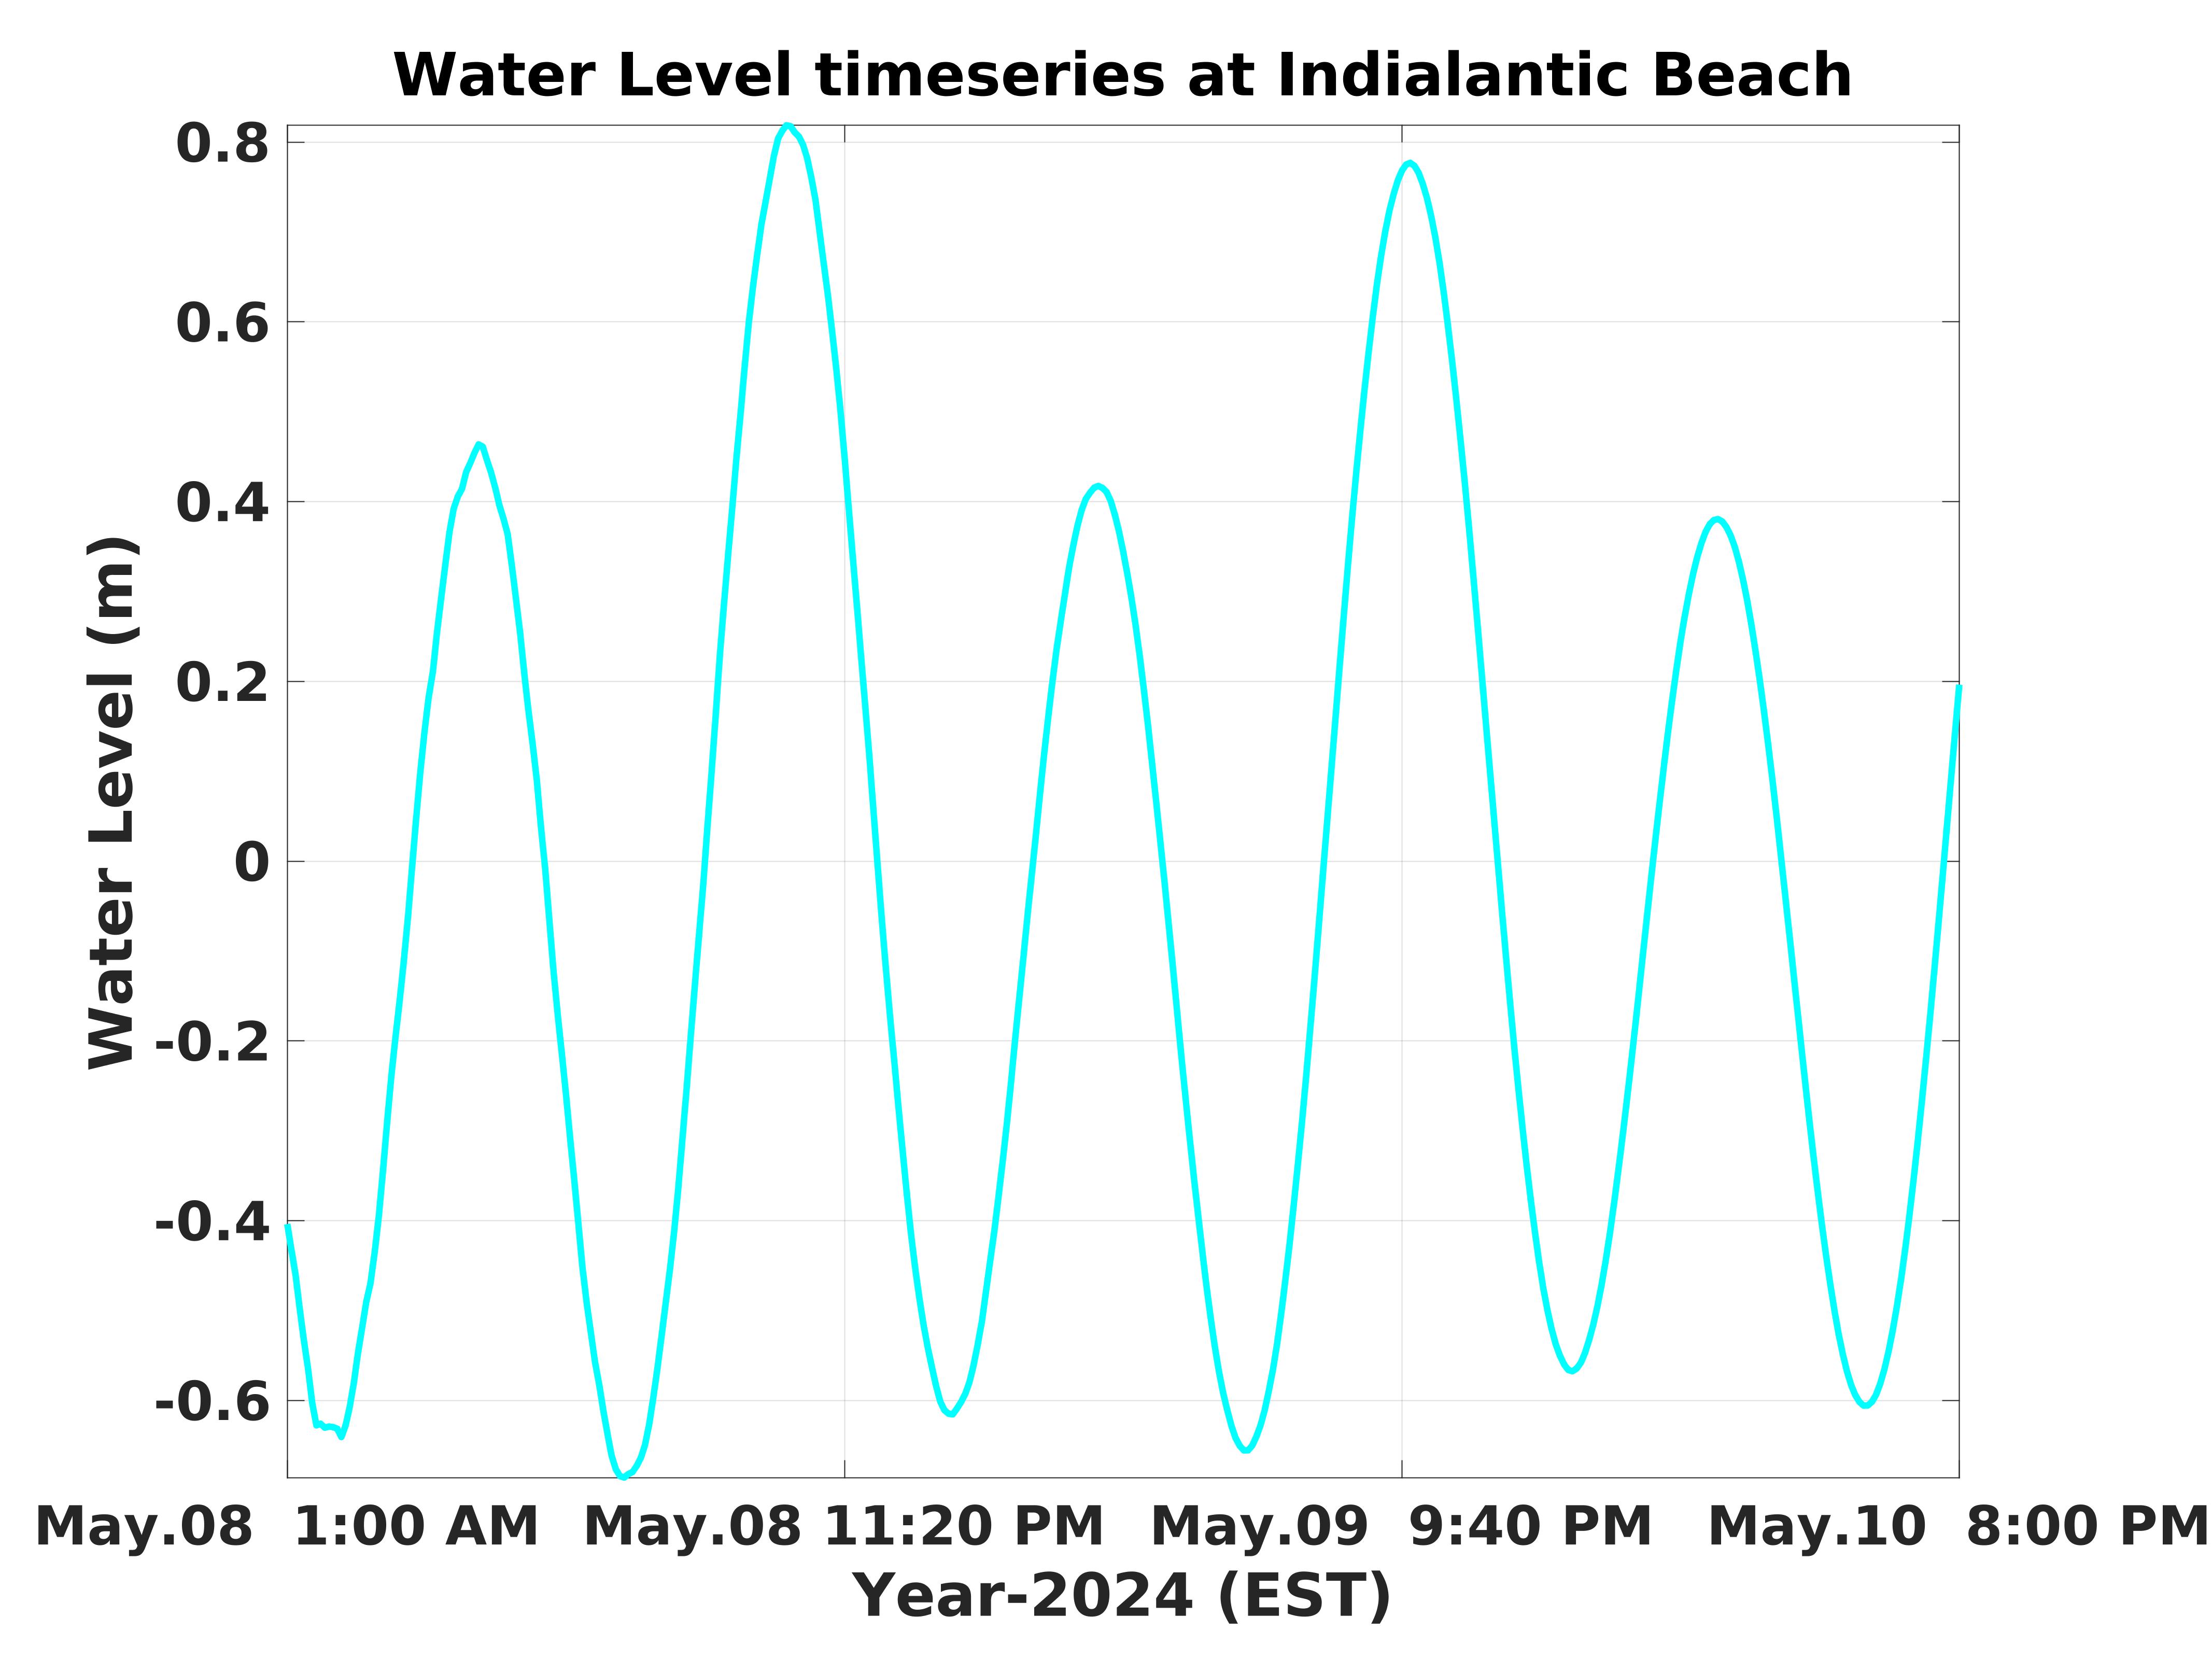 Water Level timeseries at Indialantic Beach
0.8
0.6
0.4
0.2
0
-0.2
-0.4
-0.6
Water Level (m)
May.08 1:00 AM May.08 11:20 PM May.09 9:40 PM May.10 8:00 PM
Year-2024 (EST)